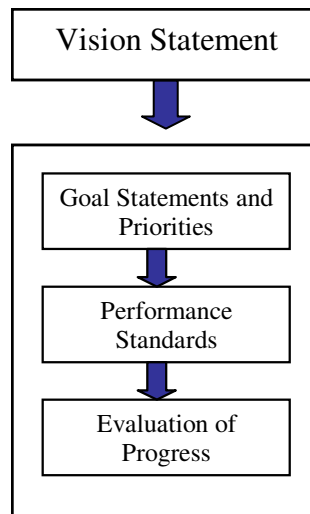 Vision Statement
Goal Statements and
Priorities
Performance
Standards
Evaluation of
Progress